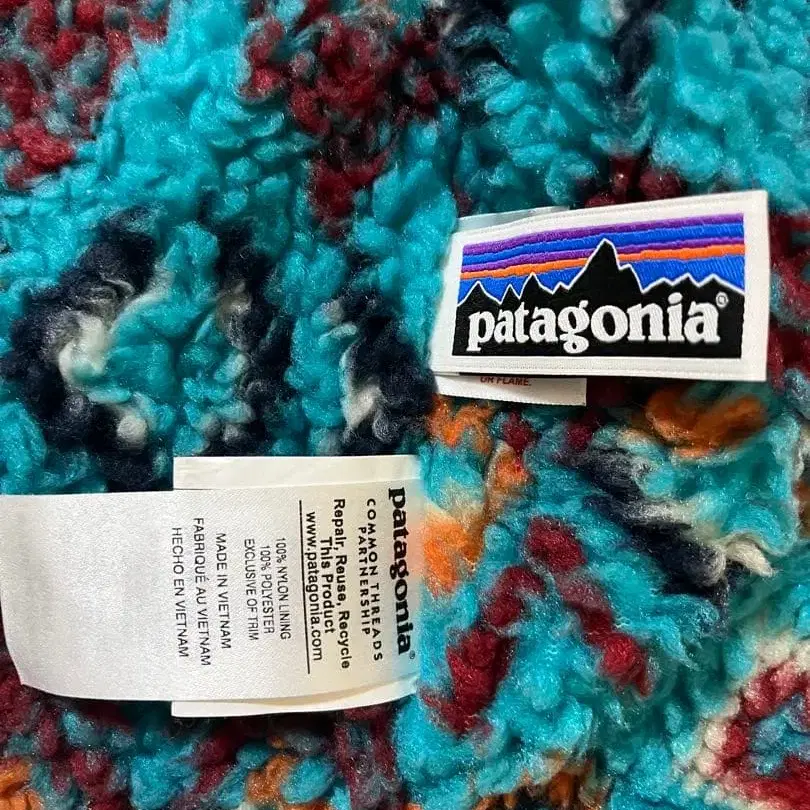 patagonia®
OR FLAME.
patagonia®
COMMON THREADS
PARTNERSHIP
Repair, Reuse, Recycle
This Product
www.patagonia.com
100% NYLON LINING
100% POLYESTER
EXCLUSIVE OF TRIM
MADE IN VIETNAM
FABRIQUÉ AU VIETNAM
HECHO EN VIETNAM